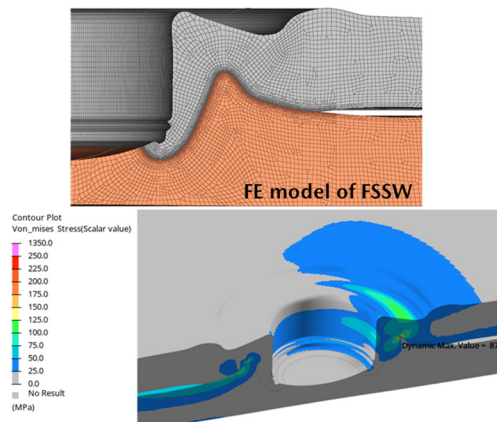 FE model of FSSW
Contour Plot
Von_mises Stress(Scalar value)
1350.0
250.0
225.0
200.0
175.0
150.0
125.0
100.0
75.0
50.0
25.0
0.0
No Result
(MPa)
Dynamic Max. Value = 87